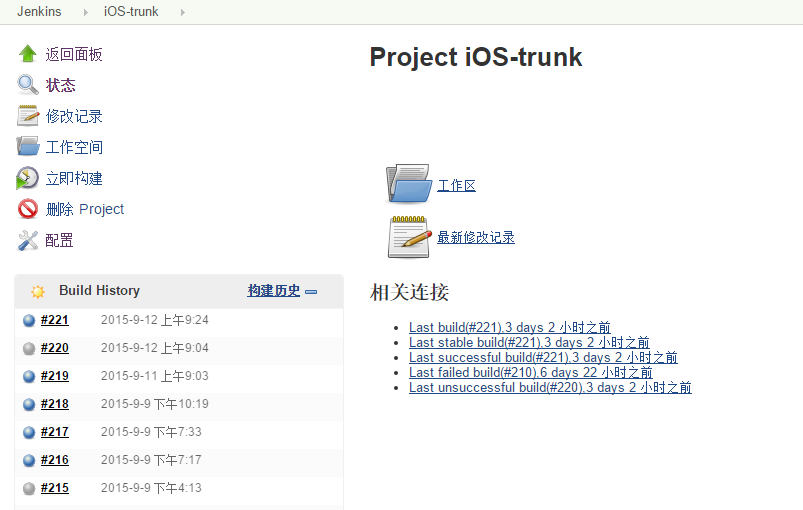 Jenkins iOS-trunk
返回面板
状态
修改记录
工作空间
立即构建
删除 Project
配置
Build History 构建历史
#221 2015-9-12 上午9:24
#220 2015-9-12 上午9:04
#219 2015-9-11 上午9:03
#218 2015-9-9 下午10:19
#217 2015-9-9 下午7:33
#216 2015-9-9 下午7:17
#215 2015-9-9 下午4:13
Project iOS-trunk
工作区
最新修改记录
相关连接
Last build(#221),3 days 2 小时之前
Last stable build(#221),3 days 2 小时之前
Last successful build(#221),3 days 2 小时之前
Last failed build(#210),6 days 22 小时之前
Last unsuccessful build(#220),3 days 2 小时之前